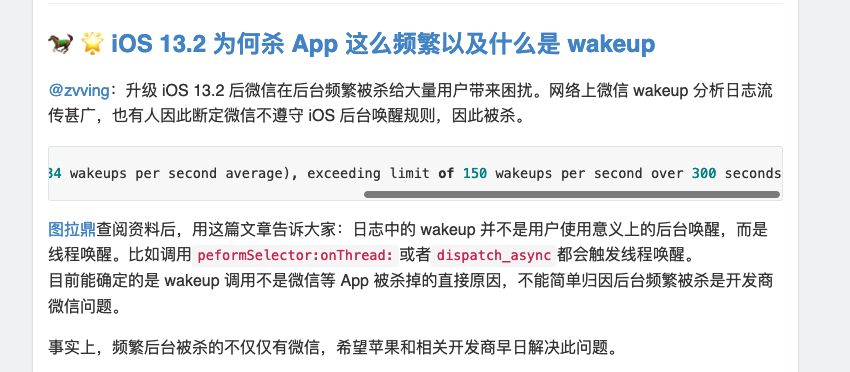 🐎 🌟 iOS 13.2 为何杀 App 这么频繁以及什么是 wakeup
@zvving：升级 iOS 13.2 后微信在后台频繁被杀给大量用户带来困扰。网络上微信 wakeup 分析日志流
传甚广，也有人因此断定微信不遵守 iOS 后台唤醒规则，因此被杀。
34 wakeups per second average), exceeding limit of 150 wakeups per second over 300 seconds
图拉鼎查阅资料后，用这篇文章告诉大家：日志中的 wakeup 并不是用户使用意义上的后台唤醒，而是
线程唤醒。比如调用 peformSelector:onThread: 或者 dispatch_async 都会触发线程唤醒。
目前能确定的是 wakeup 调用不是微信等 App 被杀掉的直接原因，不能简单归因后台频繁被杀是开发商
微信问题。
事实上，频繁后台被杀的不仅仅有微信，希望苹果和相关开发商早日解决此问题。